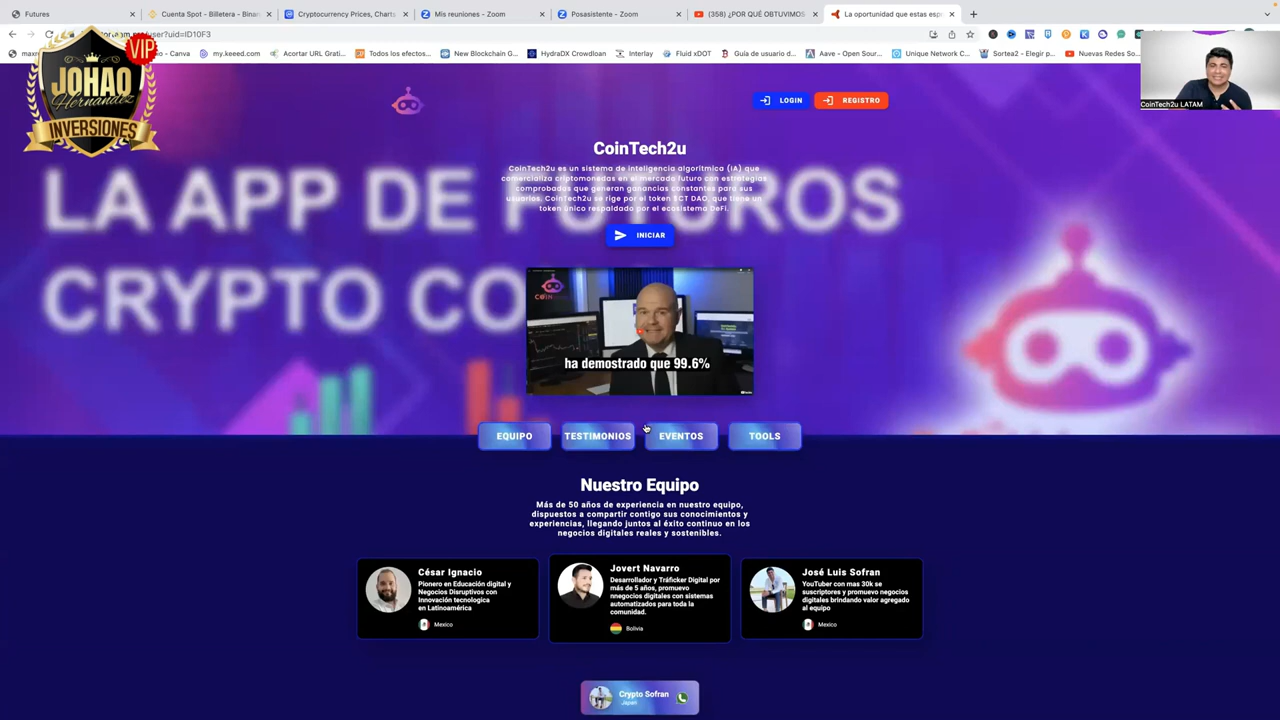 Futures
Cuenta Spot - Billetera - Binan
Cryptocurrency Prices, Charts
Mis reuniones - Zoom
Posasistente - Zoom
(358) ¿POR QUÉ OBTUVIMOS
La oportunidad que estas esp
user?uid=ID10F3
Canva
Acortar URL Grati...
Todos los efectos...
New Blockchain G...
HydraDX Crowdloan
Interlay
Fluid xDOT
Guia de usuario d...
Aave - Open Sour...
Unique Network C...
Sortea2 - Elegir p...
Nuevas Redes So...
my.keeed.com
VIP
JOHAO
Hernandez
INVERSIONES
CoinTech2u LATAM
LOGIN
REGISTRO
LA APP DE FUTUROS
CRYPTO CO
CoinTech2u
CoinTech2u es un sistema de inteligencia algorítmica (IA) que
comercializa criptomonedas en el mercado futuro con estrategias
comprobadas que generan ganancias constantes para sus
usuarios. CoinTech2u se rige por el token $CT DAO, que tiene un
token único respaldado por el ecosistema DeFi.
INICIAR
ha demostrado que 99.6%
EQUIPO
TESTIMONIOS
EVENTOS
TOOLS
Nuestro Equipo
Más de 50 años de experiencia en nuestro equipo,
dispuestos a compartir contigo sus conocimientos y
experiencias, llegando juntos al éxito continuo en los
negocios digitales reales y sostenibles.
César Ignacio
Pionero en Educación digital y
Negocios Disruptivos con
Innovación tecnologica
en Latinoamérica
Mexico
Jovert Navarro
Desarrollador y Tráficker Digital por
más de 5 años, promuevo
nnegocios digitales con sistemas
automatizados para toda la
comunidad.
Bolivia
José Luis Sofran
YouTuber con mas 30k se
suscriptores y promuevo negocios
digitales brindando valor agregado
al equipo
Mexico
Crypto Sofran
Japan